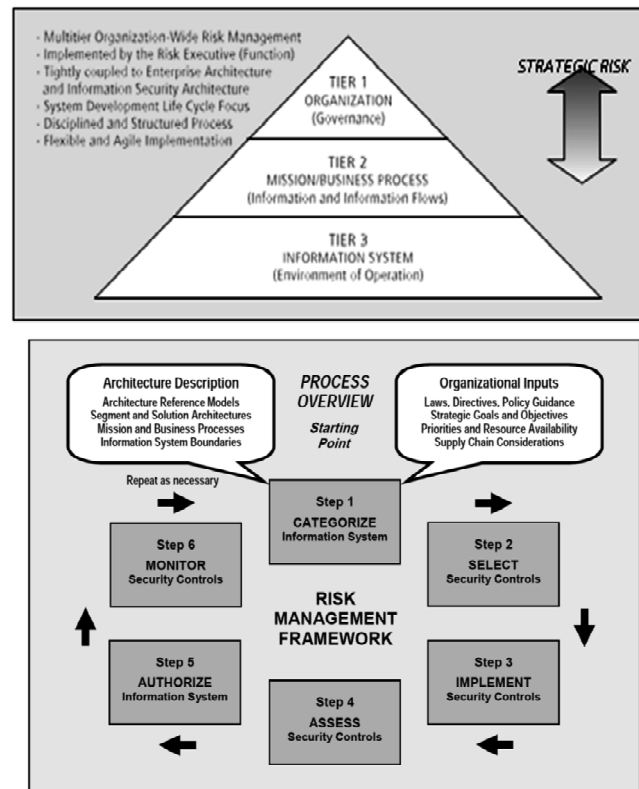 - Multitier Organization-Wide Risk Management
- Implemented by the Risk Executive (Function)
- Tightly coupled to Enterprise Architecture
and Information Security Architecture
- System Development Life Cycle Focus
- Disciplined and Structured Process
- Flexible and Agile Implementation
STRATEGIC RISK
TIER 1
ORGANIZATION
(Governance)
TIER 2
MISSION/BUSINESS PROCESS
(Information and Information Flows)
TIER 3
INFORMATION SYSTEM
(Environment of Operation)
Architecture Description
Architecture Reference Models
Segment and Solution Architectures
Mission and Business Processes
Information System Boundaries
PROCESS
OVERVIEW
Starting
Point
Organizational Inputs
Laws, Directives, Policy Guidance
Strategic Goals and Objectives
Priorities and Resource Availability
Supply Chain Considerations
Repeat as necessary
Step 1
CATEGORIZE
Information System
Step 2
SELECT
Security Controls
Step 3
IMPLEMENT
Security Controls
Step 4
ASSESS
Security Controls
Step 5
AUTHORIZE
Information System
Step 6
MONITOR
Security Controls
RISK
MANAGEMENT
FRAMEWORK